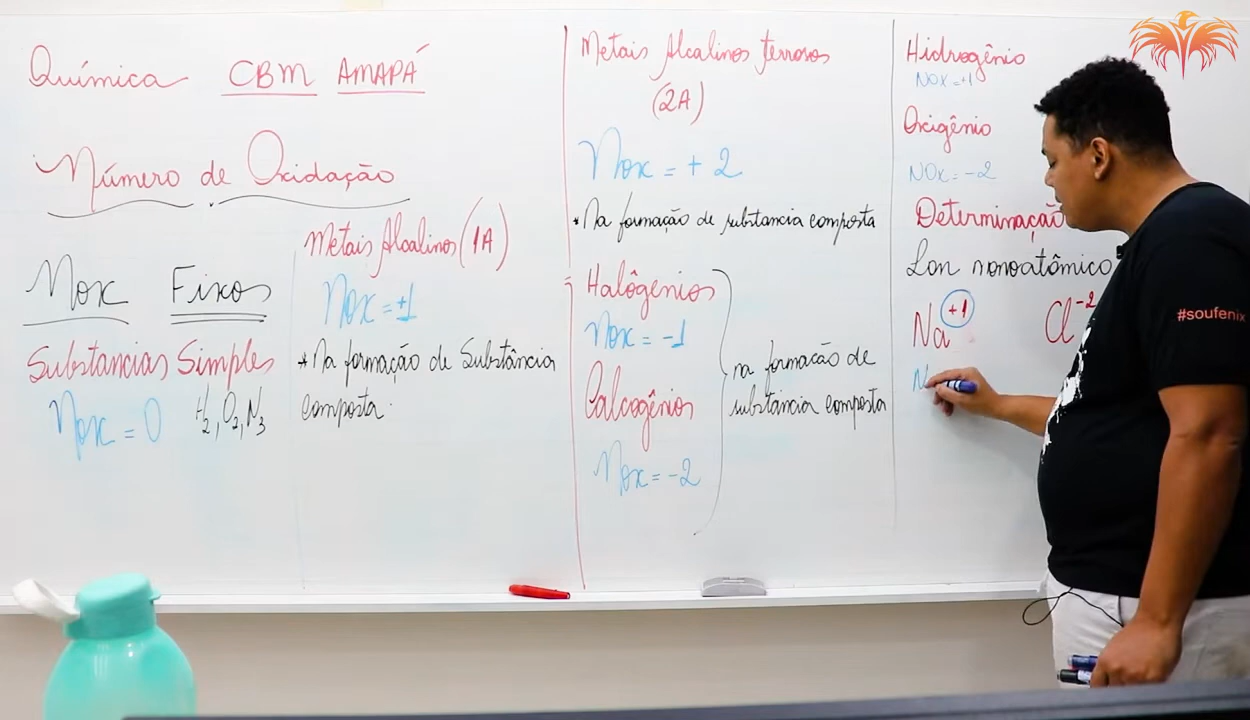 Química CBM AMAPÁ
Número de Oxidação
Nox Fixos
Substancias Simples
Nox = 0 H2, O2, N3
Metais Alcalinos (1A)
Nox = +1
* Na formação de Substância
composta.
Metais Alcalinos terrosos
(2A)
Nox = + 2
* Na formação de substancia composta
Halogênios
Nox = -1
Calcogênios
Nox = -2
na formacão de
substancia composta
Hidrogênio
NOX = +1
Oxigênio
NOX = -2
Determinação
Íon monoatômico
Na +1 Cl -2
N
#soufenix